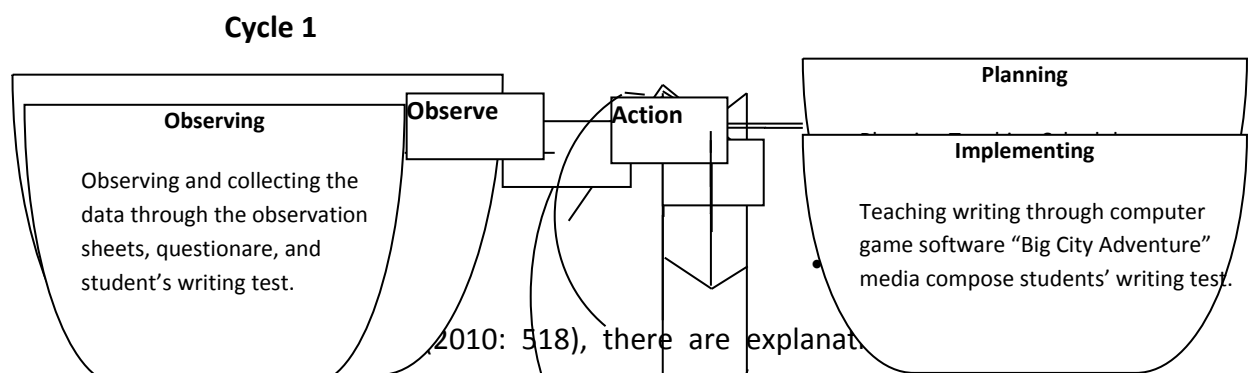 Cycle 1
Planning
Observe
Action
Observing
Implementing
Observing and collecting the
data through the observation
sheets, questionare, and
student’s writing test.
Teaching writing through computer
game software “Big City Adventure”
media compose students’ writing test.
•
2010: 518), there are